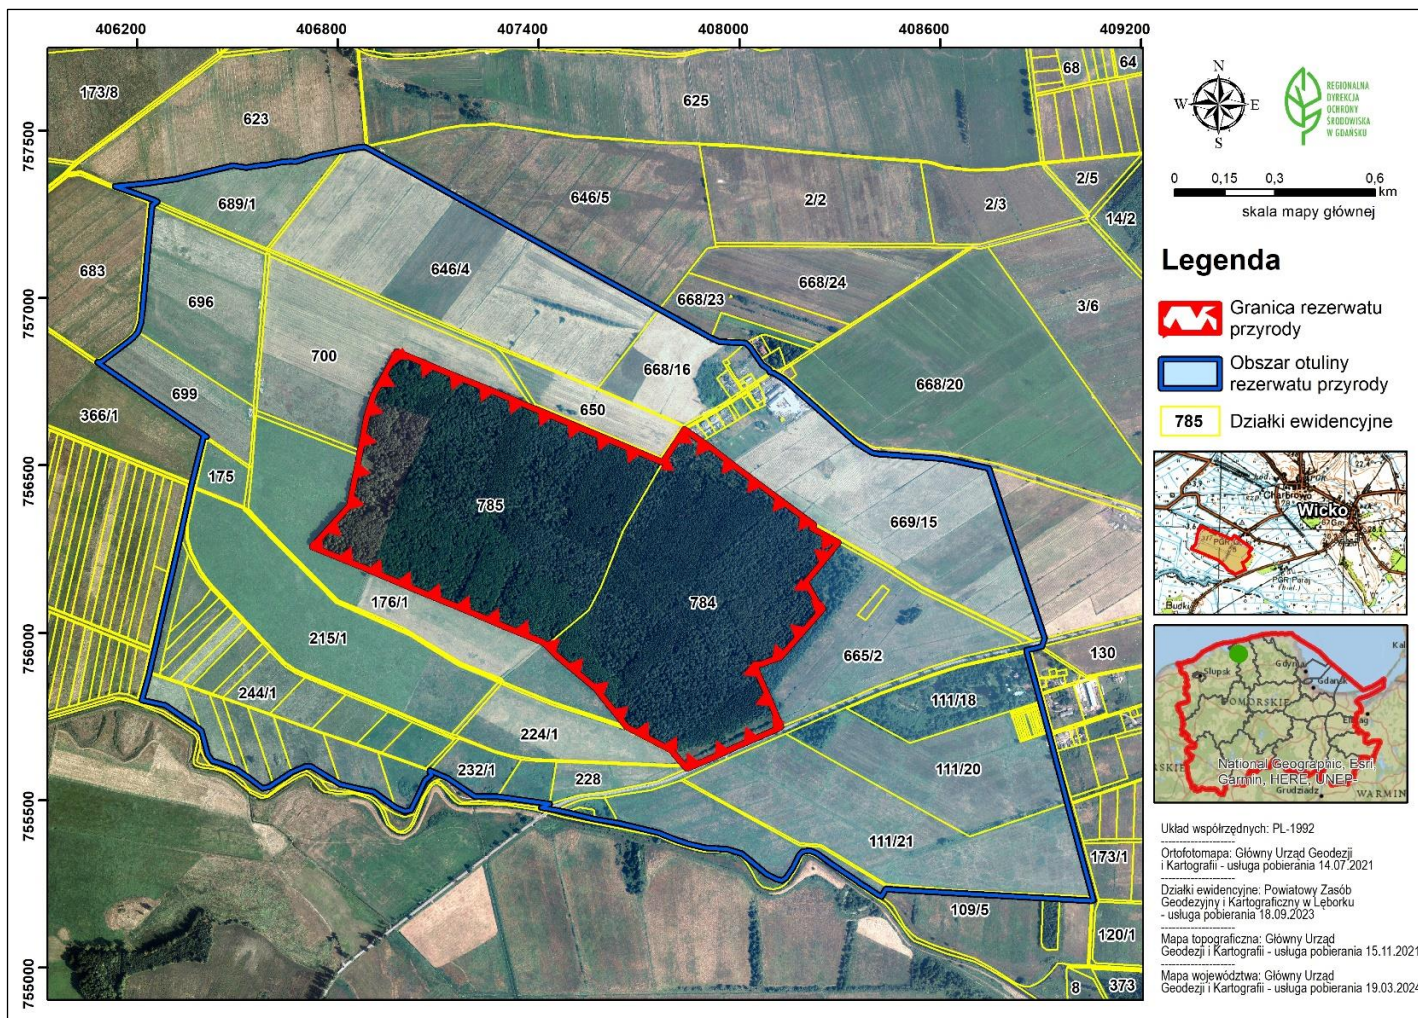 406200 406800 407400 408000 408600 409200
757500
757000
756500
756000
755500
755000
173/8
623
625
68
64
2/5
14/2
689/1
646/5
2/2
2/3
683
696
646/4
668/23
668/24
3/6
700
668/16
668/20
699
650
366/1
175
785
669/15
176/1
784
215/1
665/2
130
244/1
111/18
224/1
232/1
228
111/20
111/21
173/1
109/5
120/1
8
373
N
W E
S
REGIONALNA
DYREKCJA
OCHRONY
ŚRODOWISKA
W GDAŃSKU
0 0,15 0,3 0,6
km
skala mapy głównej
Legenda
Granica rezerwatu
przyrody
Obszar otuliny
rezerwatu przyrody
785 Działki ewidencyjne
Charbrowo
Wicko
Budki
Słupsk
Gdynia
Gdańsk
POMORSKIE
National Geographic, Esri,
Garmin, HERE, UNEP-
Grudziądz
WARMIN
Układ współrzędnych: PL-1992
--------------------
Ortofotomapa: Główny Urząd Geodezji
i Kartografii - usługa pobierania 14.07.2021
--------------------
Działki ewidencyjne: Powiatowy Zasób
Geodezyjny i Kartograficzny w Lęborku
- usługa pobierania 18.09.2023
--------------------
Mapa topograficzna: Główny Urząd
Geodezji i Kartografii - usługa pobierania 15.11.2021
--------------------
Mapa województwa: Główny Urząd
Geodezji i Kartografii - usługa pobierania 19.03.2024